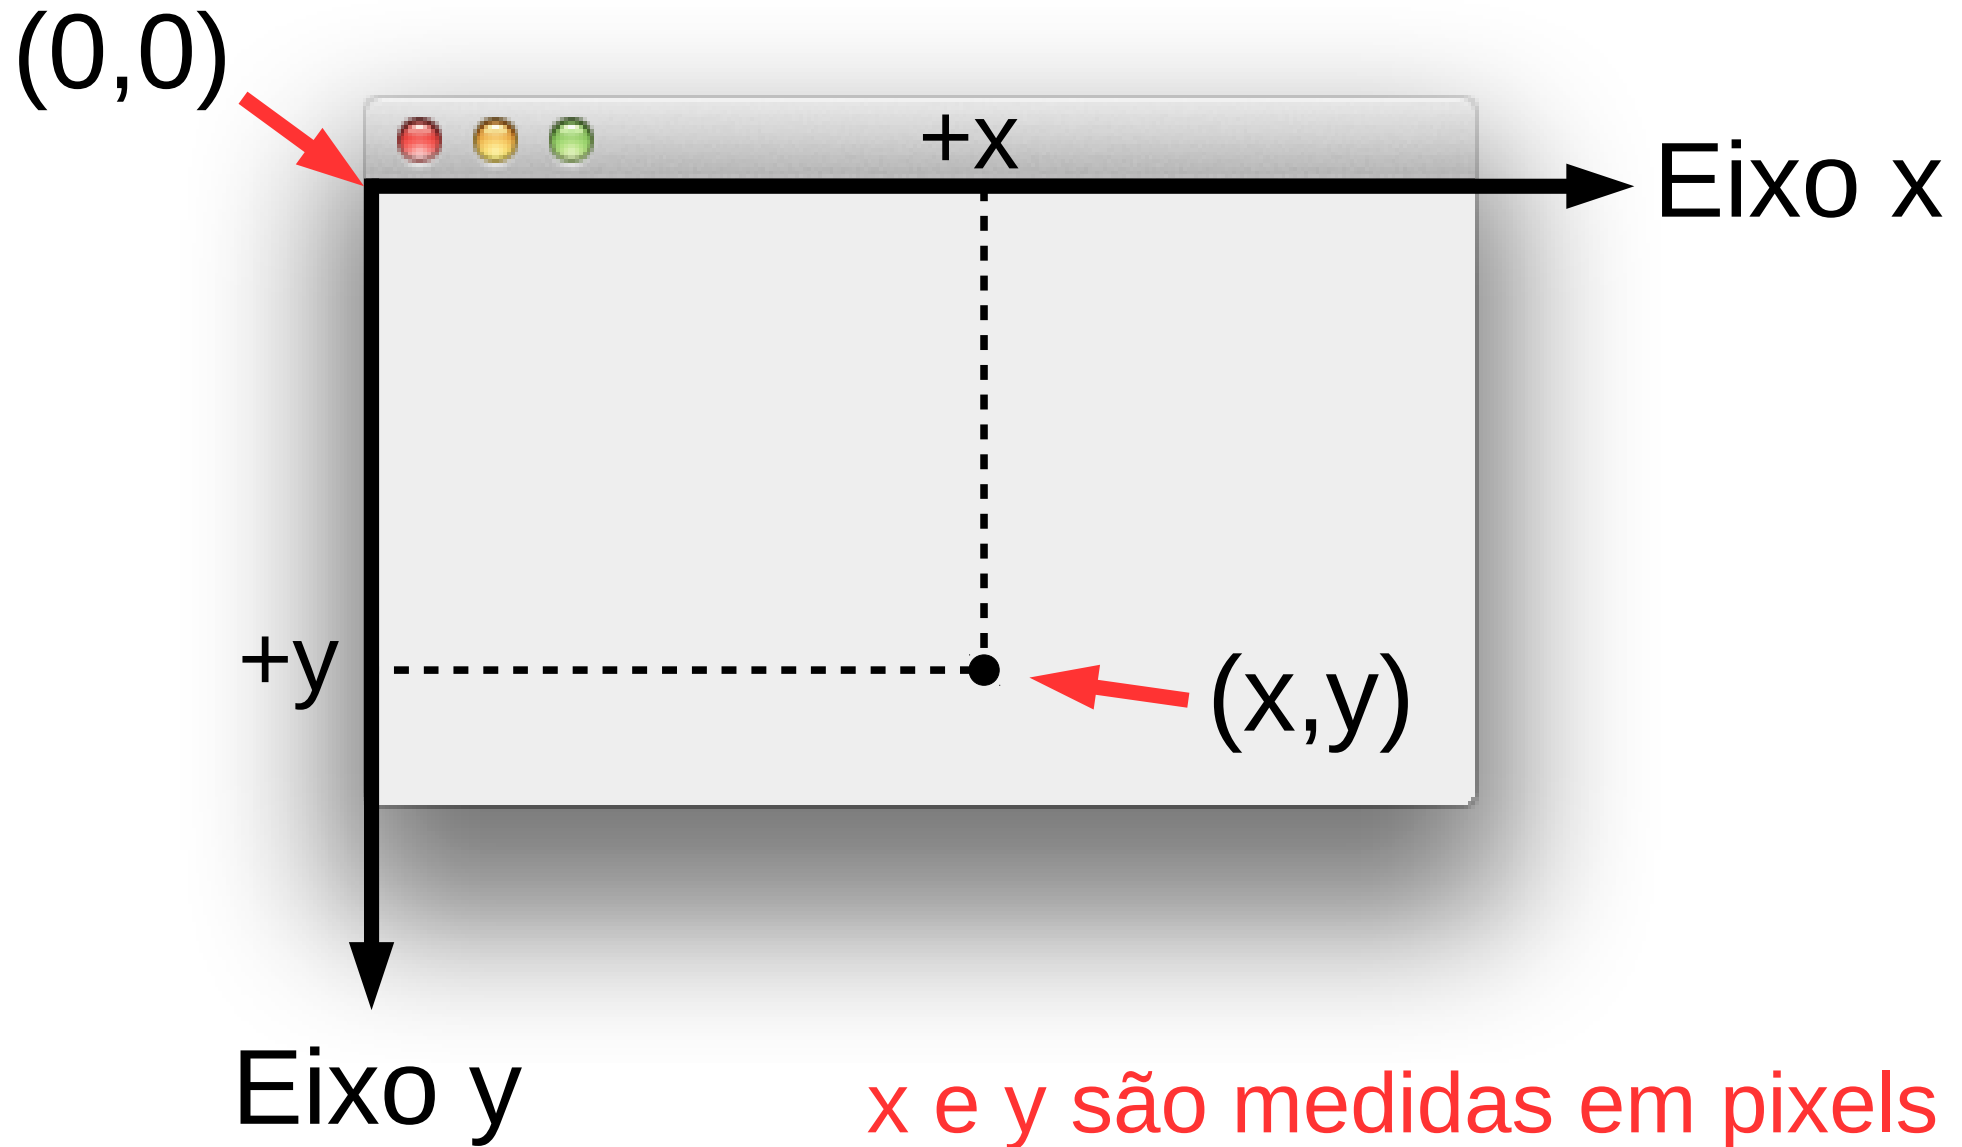 (0,0)
+x
Eixo x
+y
(x,y)
Eixo y
x e y são medidas em pixels